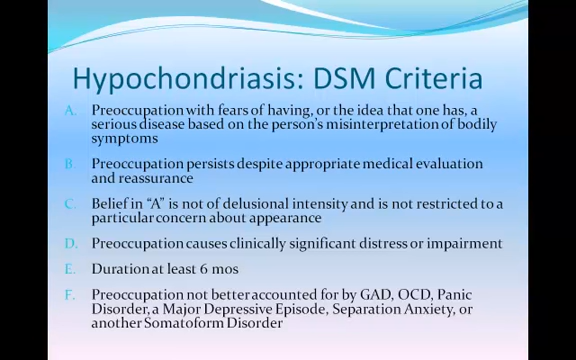 Hypochondriasis: DSM Criteria
A. Preoccupation with fears of having, or the idea that one has, a
serious disease based on the person's misinterpretation of bodily
symptoms
B. Preoccupation persists despite appropriate medical evaluation
and reassurance
C. Belief in “A” is not of delusional intensity and is not restricted to a
particular concern about appearance
D. Preoccupation causes clinically significant distress or impairment
E. Duration at least 6 mos
F. Preoccupation not better accounted for by GAD, OCD, Panic
Disorder, a Major Depressive Episode, Separation Anxiety, or
another Somatoform Disorder